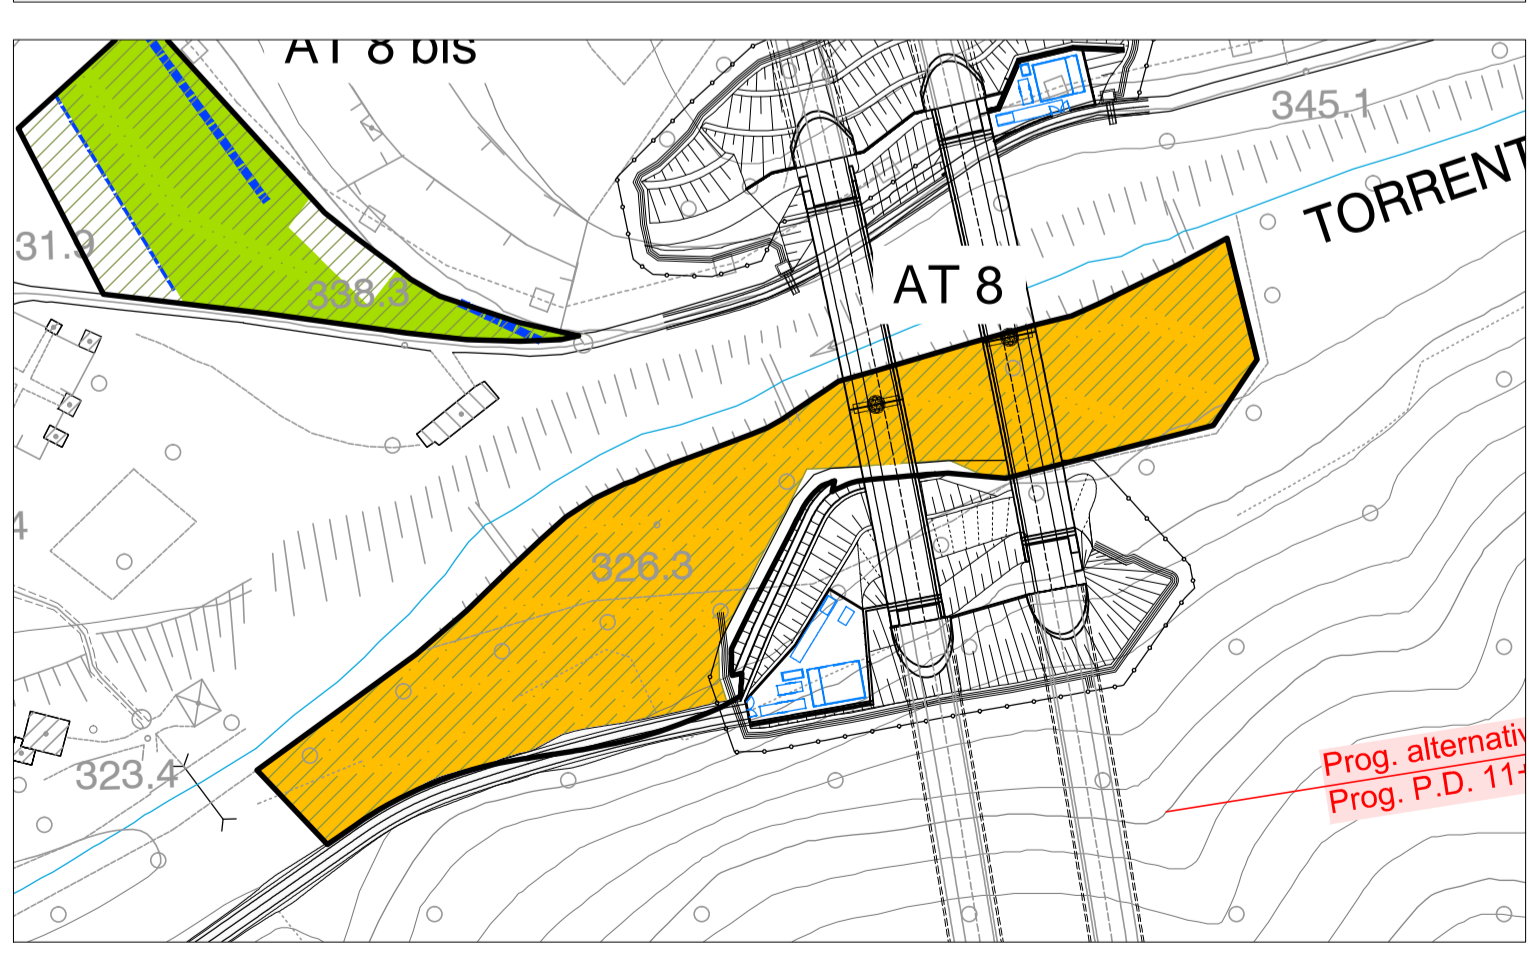 AT 8 bis
345.1
TORRENT
31.9
338.3
AT 8
4
326.3
323.4
Prog. alternativ
Prog. P.D. 11+